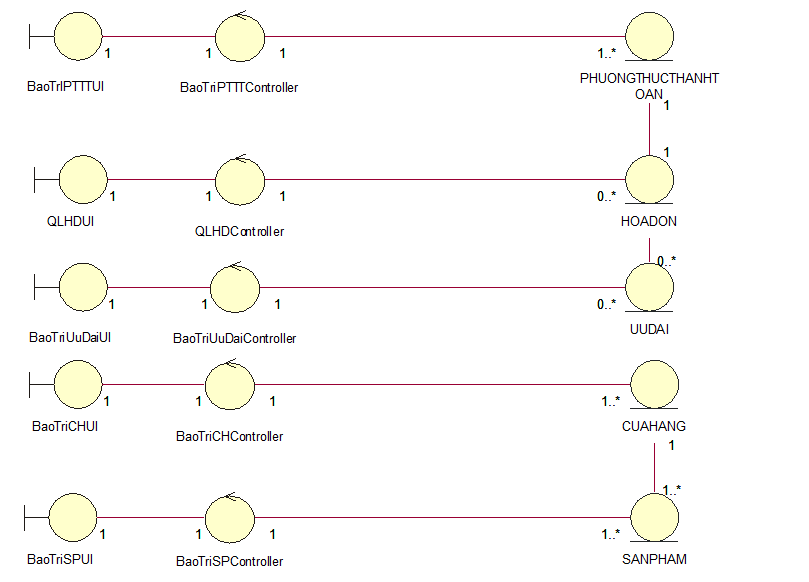 1 1 1 1..*
BaoTrIPTTTUI BaoTriPTTTController PHUONGTHUCTHANHT
OAN
1
1
1 1 1 0..*
QLHDUI QLHDController HOADON
0..*
1 1 1 0..*
BaoTriUuDaiUI BaoTriUuDaiController UUDAI
1 1 1 1..*
BaoTriCHUI BaoTriCHController CUAHANG
1
1..*
1 1 1 1..*
BaoTriSPUI BaoTriSPController SANPHAM